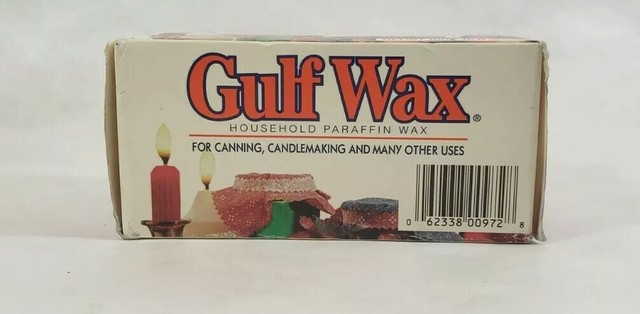 Gulf Wax®
HOUSEHOLD PARAFFIN WAX
FOR CANNING, CANDLEMAKING AND MANY OTHER USES
0 62338 00972 8